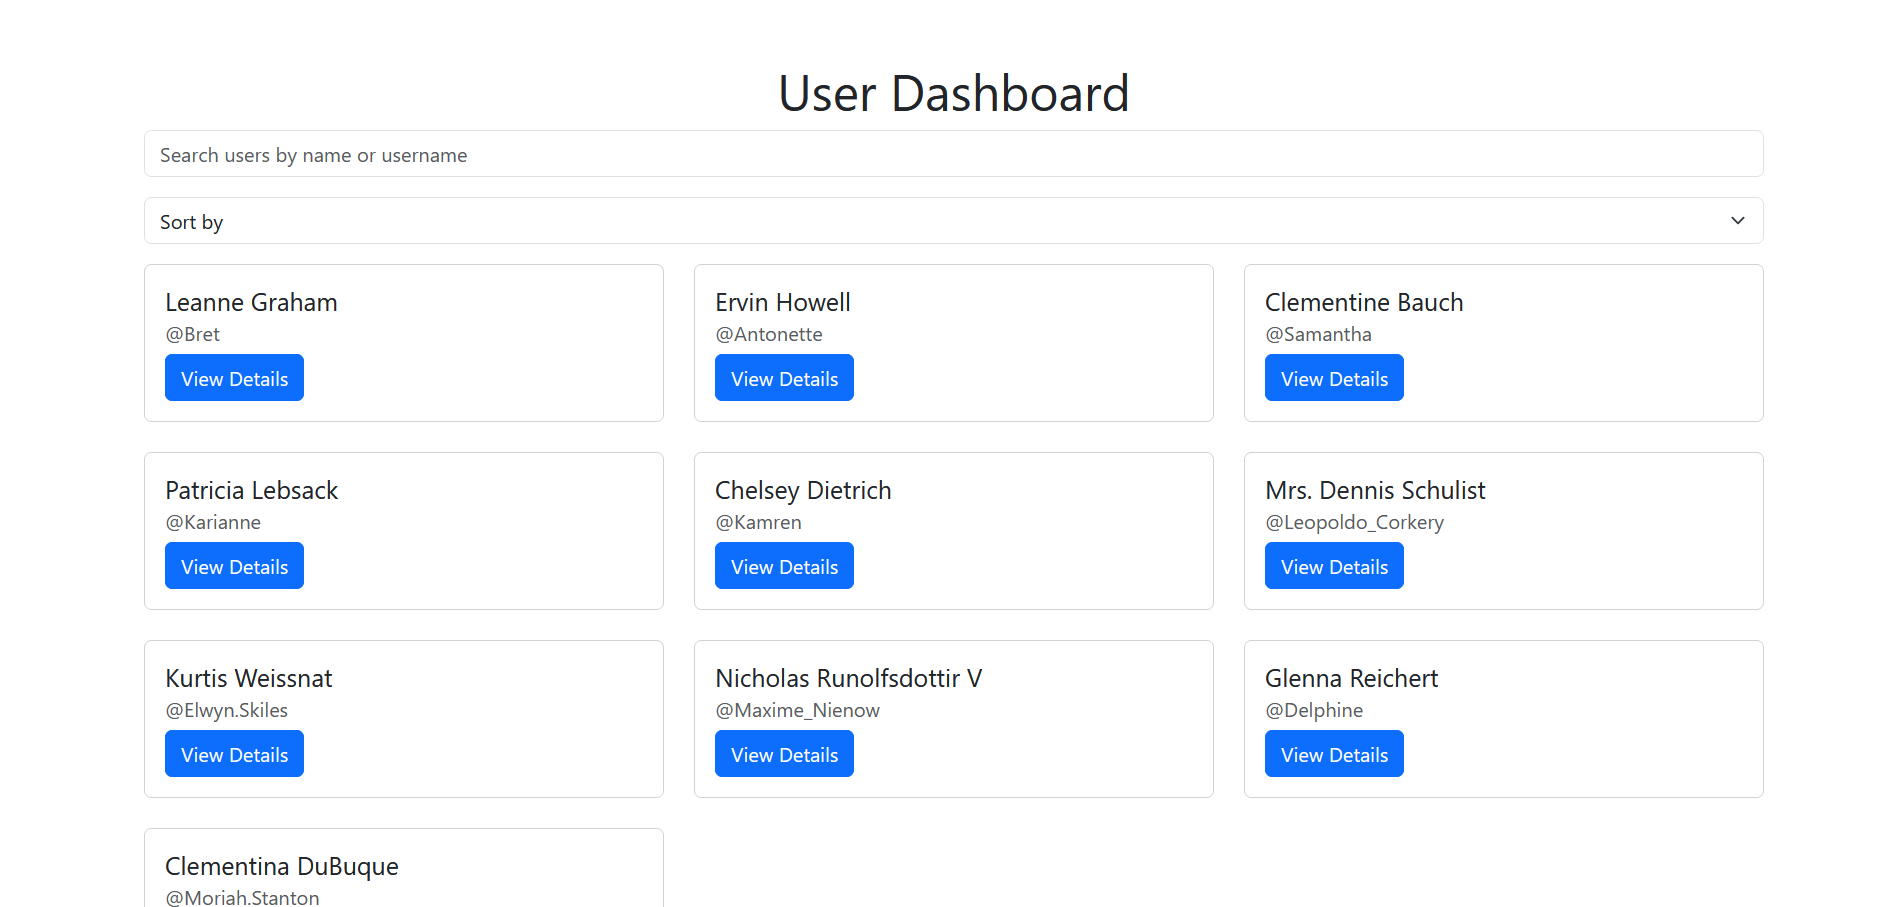 User Dashboard
Search users by name or username
Sort by
Leanne Graham
@Bret
View Details
Ervin Howell
@Antonette
View Details
Clementine Bauch
@Samantha
View Details
Patricia Lebsack
@Karianne
View Details
Chelsey Dietrich
@Kamren
View Details
Mrs. Dennis Schulist
@Leopoldo_Corkery
View Details
Kurtis Weissnat
@Elwyn.Skiles
View Details
Nicholas Runolfsdottir V
@Maxime_Nienow
View Details
Glenna Reichert
@Delphine
View Details
Clementina DuBuque
@Moriah.Stanton